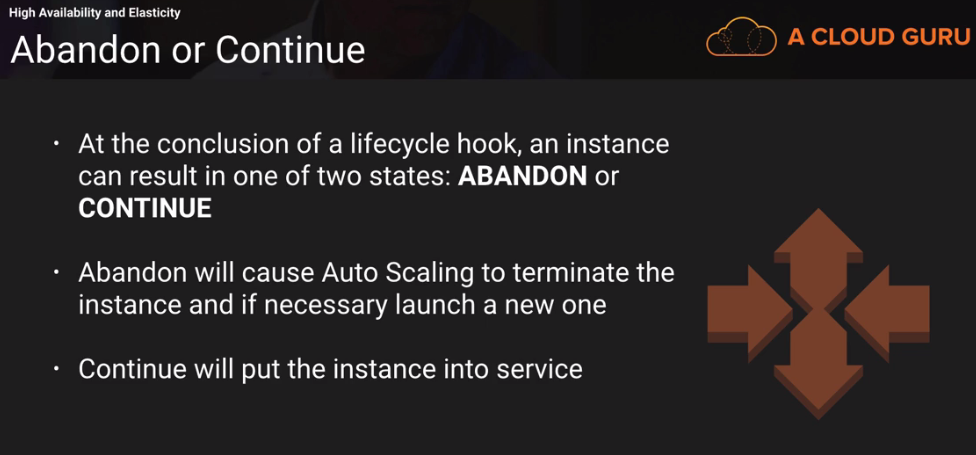 High Availability and Elasticity
Abandon or Continue
A CLOUD GURU
• At the conclusion of a lifecycle hook, an instance
can result in one of two states: ABANDON or
CONTINUE
• Abandon will cause Auto Scaling to terminate the
instance and if necessary launch a new one
• Continue will put the instance into service